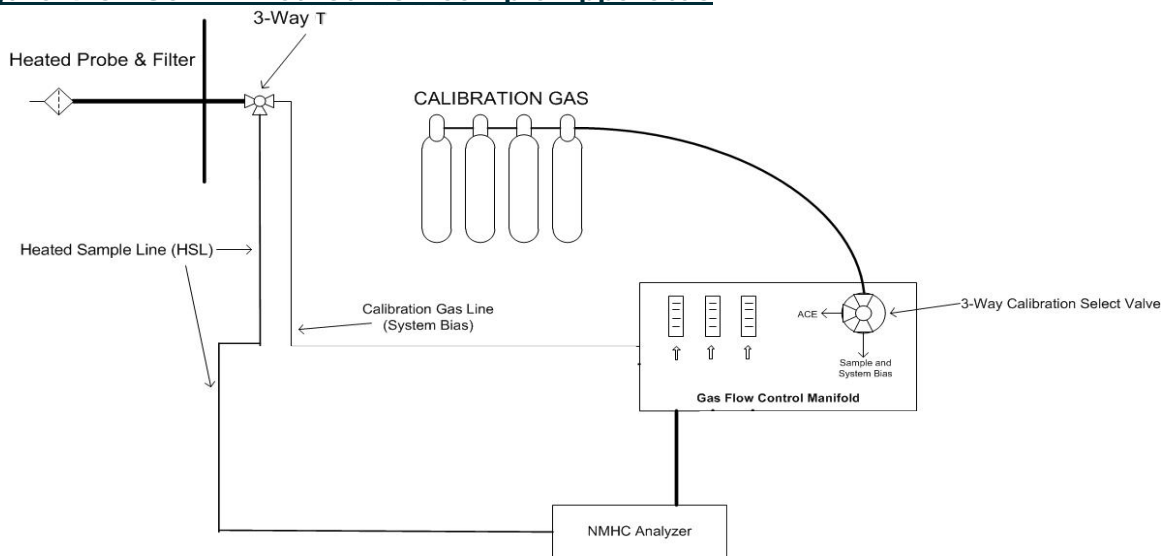 3-Way T
Heated Probe & Filter
CALIBRATION GAS
Heated Sample Line (HSL)
Calibration Gas Line
(System Bias)
3-Way Calibration Select Valve
ACE
Sample and
System Bias
Gas Flow Control Manifold
NMHC Analyzer